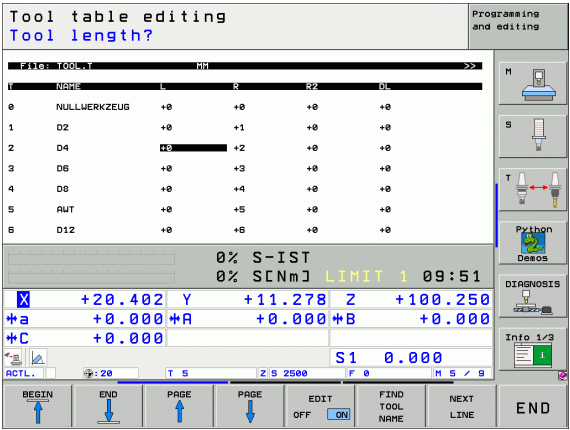 Tool table editing
Tool length?
Programming
and editing
File: TOOL.T MM >>
T NAME L R R2 DL
0 NULLWERKZEUG +0 +0 +0 +0
1 D2 +0 +1 +0 +0
2 D4 +0 +2 +0 +0
3 D6 +0 +3 +0 +0
4 D8 +0 +4 +0 +0
5 AWT +0 +5 +0 +0
6 D12 +0 +6 +0 +0
0% S-IST
0% S[Nm] LIMIT 1 09:51
X +20.402 Y +11.278 Z +100.250
*a +0.000 *A +0.000 *B +0.000
*C +0.000
S1 0.000
ACTL. : 20 T 5 Z S 2500 F 0 M 5 / 9
M
S
T
Python
Demos
DIAGNOSIS
Info 1/3
i
BEGIN
END
PAGE
PAGE
EDIT
OFF ON
FIND
TOOL
NAME
NEXT
LINE
END